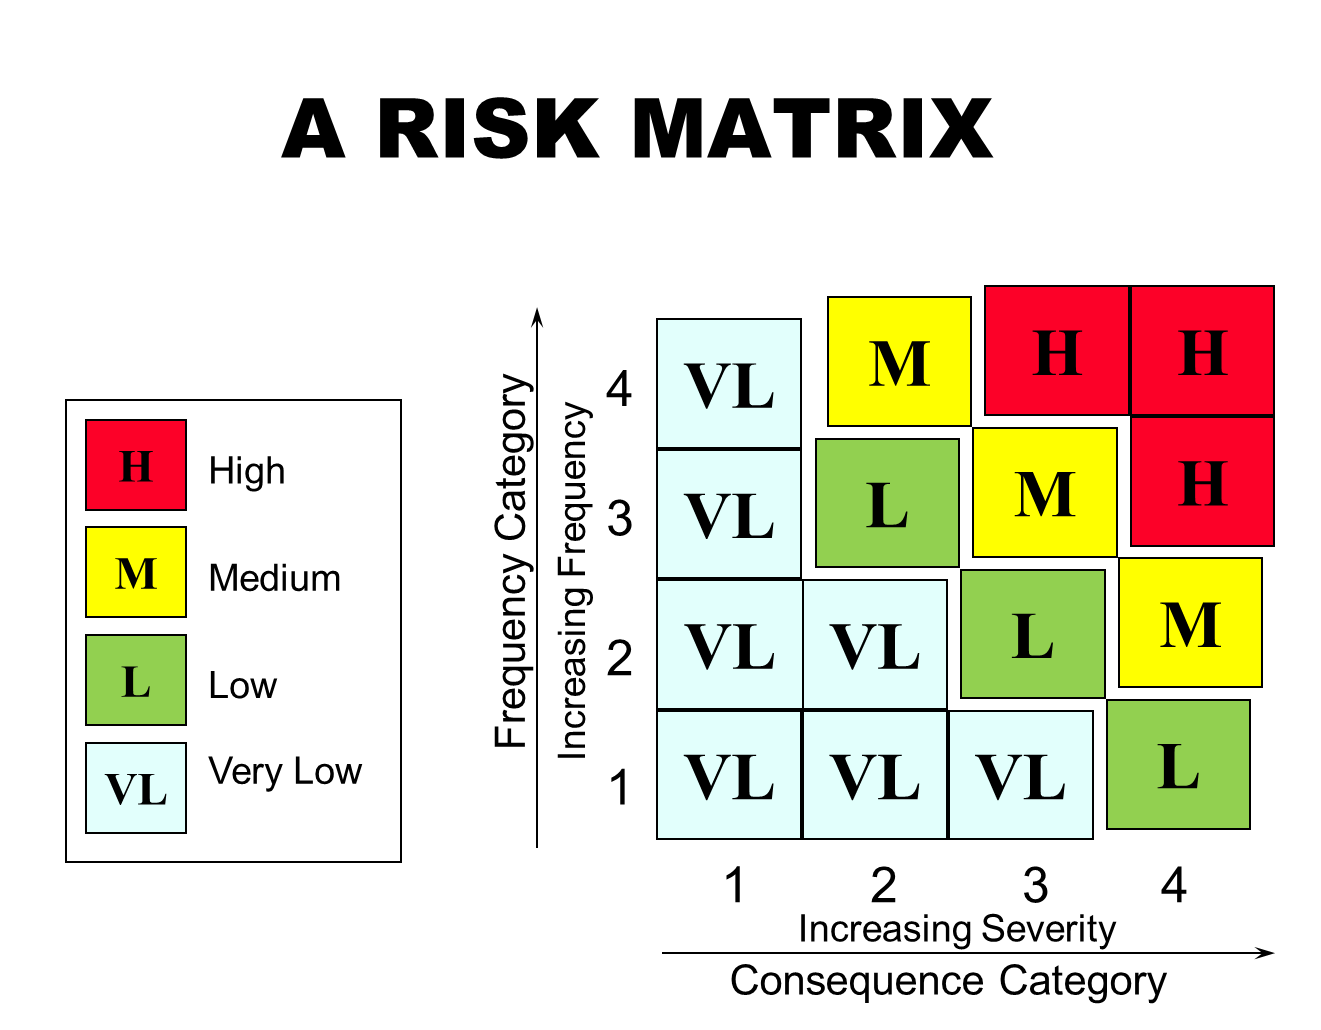 A RISK MATRIX
H High
M Medium
L Low
VL Very Low
Frequency Category
Increasing Frequency
4 VL M H H
3 VL L M H
2 VL VL L M
1 VL VL VL L
1 2 3 4
Increasing Severity
Consequence Category